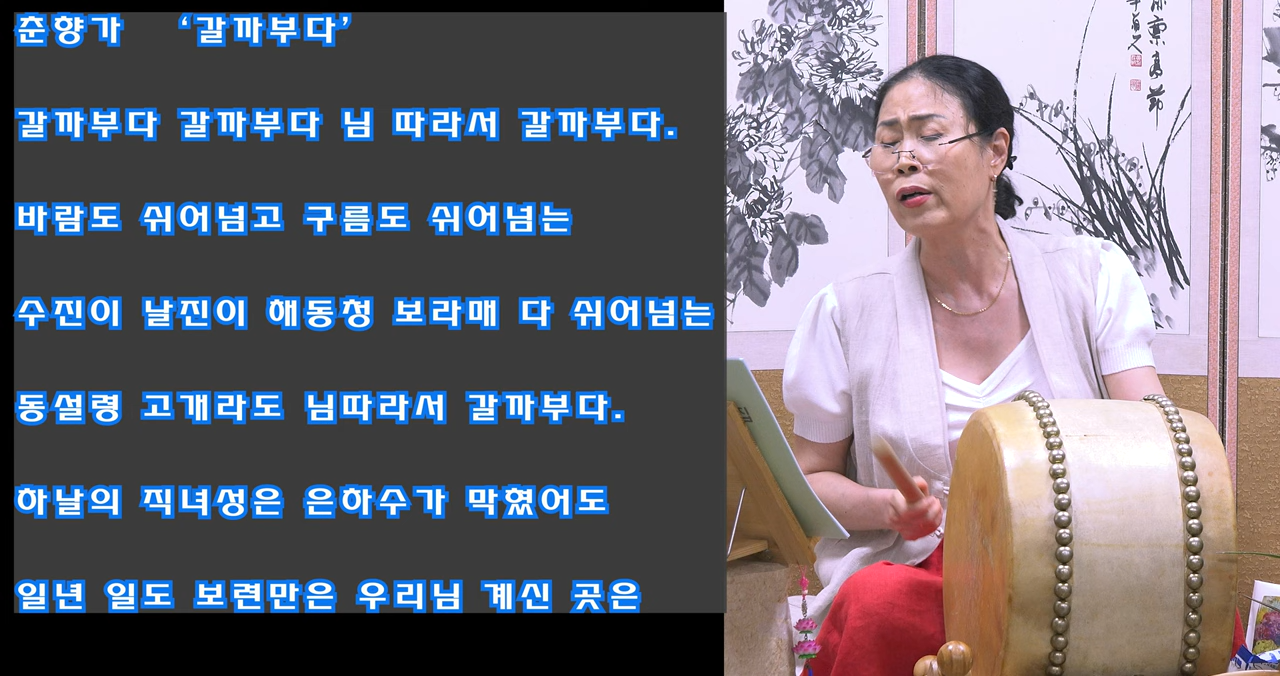 춘향가 ‘갈까부다’
갈까부다 갈까부다 님 따라서 갈까부다.
바람도 쉬어넘고 구름도 쉬어넘는
수진이 날진이 해동청 보라매 다 쉬어넘는
동설령 고개라도 님따라서 갈까부다.
하날의 직녀성은 은하수가 막혔어도
일년 일도 보련만은 우리님 계신 곳은